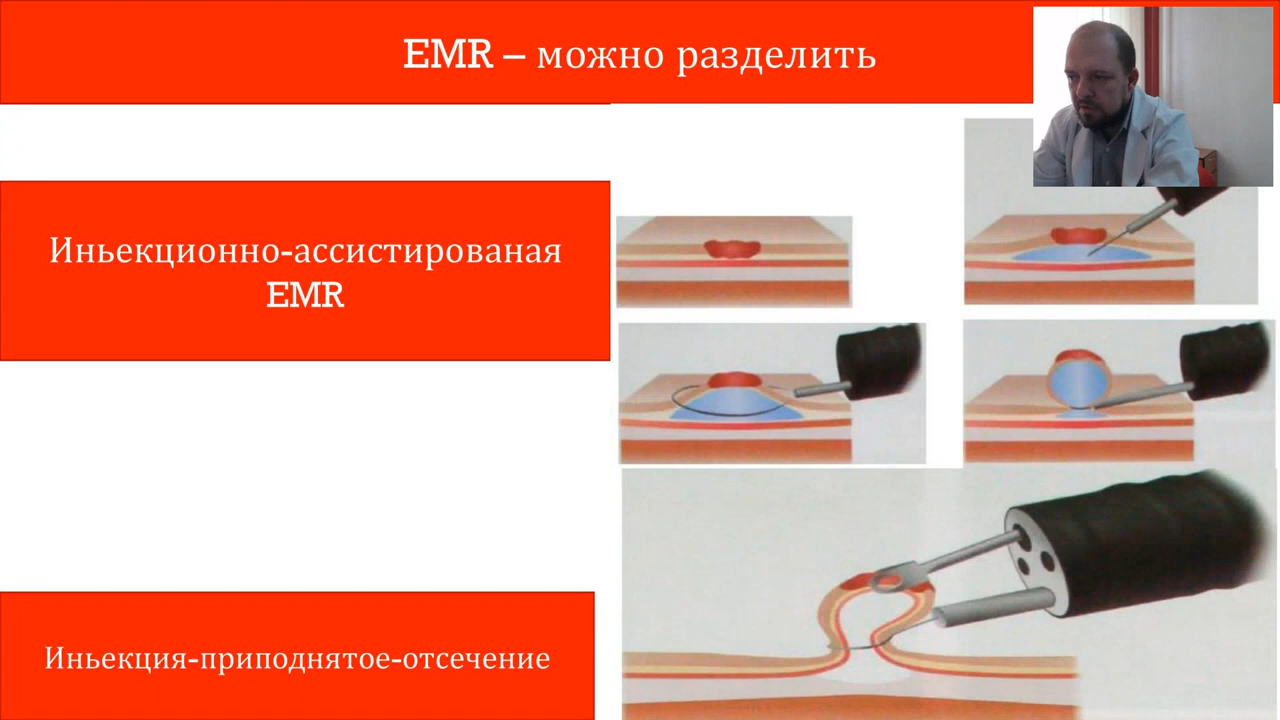 EMR – можно разделить
Иньекционно-ассистированая
EMR
Иньекция-приподнятое-отсечение